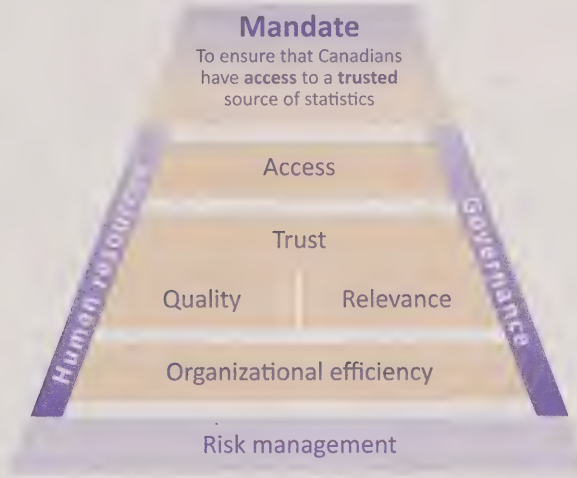 Mandate
To ensure that Canadians
have access to a trusted
source of statistics
Access
Trust
Quality
Relevance
Organizational efficiency
Risk management
Human resources
Governance